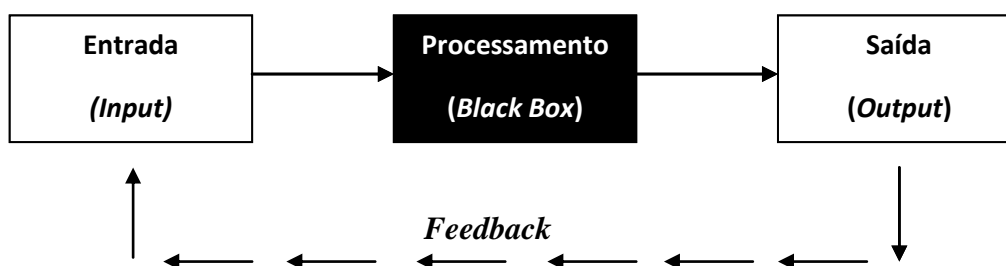 Entrada
(Input)
Processamento
(Black Box)
Saída
(Output)
Feedback